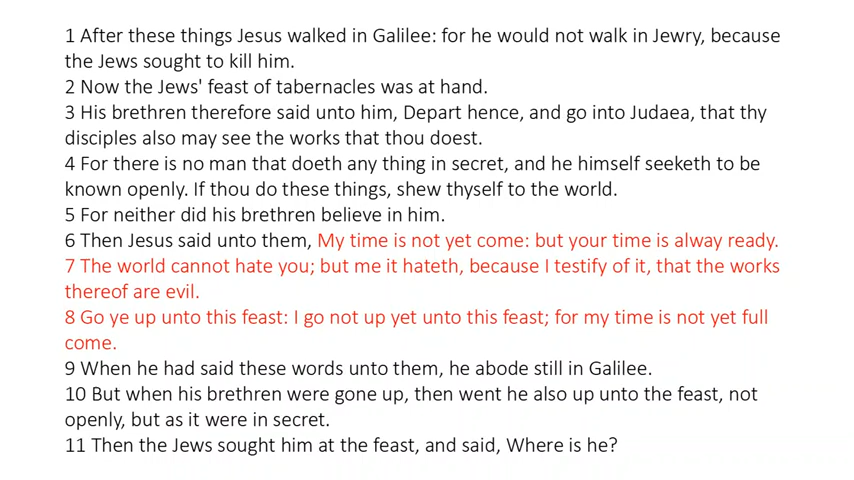 1 After these things Jesus walked in Galilee: for he would not walk in Jewry, because
the Jews sought to kill him.
2 Now the Jews' feast of tabernacles was at hand.
3 His brethren therefore said unto him, Depart hence, and go into Judaea, that thy
disciples also may see the works that thou doest.
4 For there is no man that doeth any thing in secret, and he himself seeketh to be
known openly. If thou do these things, shew thyself to the world.
5 For neither did his brethren believe in him.
6 Then Jesus said unto them, My time is not yet come: but your time is alway ready.
7 The world cannot hate you; but me it hateth, because I testify of it, that the works
thereof are evil.
8 Go ye up unto this feast: I go not up yet unto this feast; for my time is not yet full
come.
9 When he had said these words unto them, he abode still in Galilee.
10 But when his brethren were gone up, then went he also up unto the feast, not
openly, but as it were in secret.
11 Then the Jews sought him at the feast, and said, Where is he?